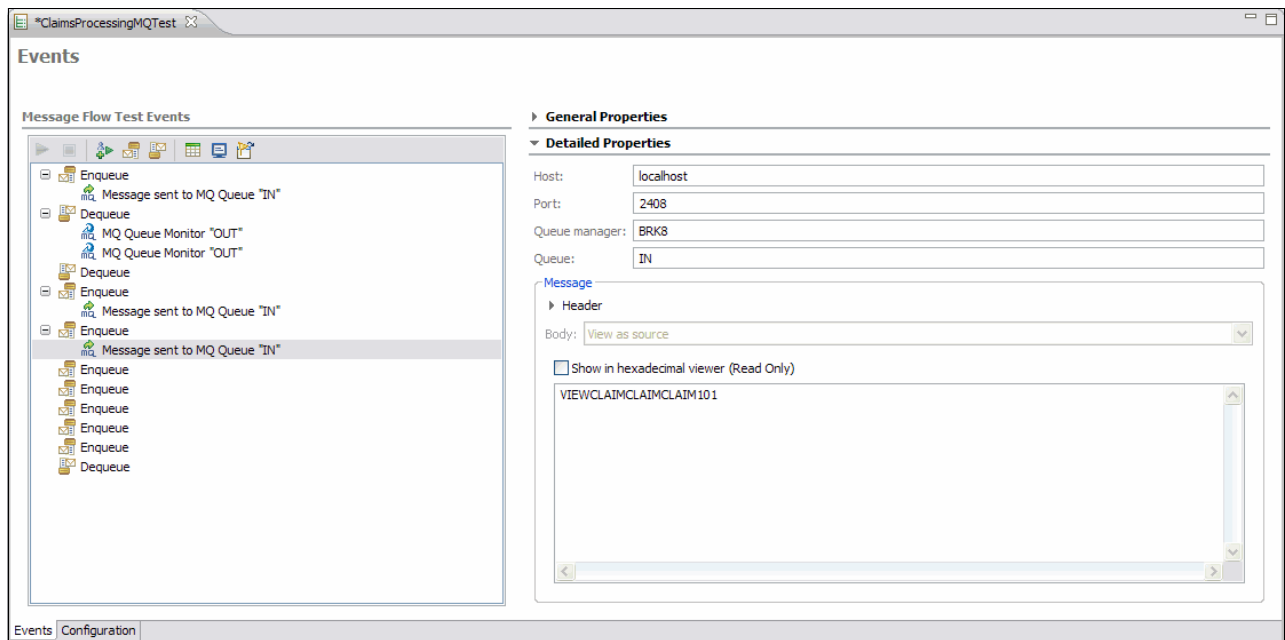 *ClaimsProcessingMQTest
Events
Message Flow Test Events
Enqueue
Message sent to MQ Queue "IN"
Dequeue
MQ Queue Monitor "OUT"
MQ Queue Monitor "OUT"
Dequeue
Enqueue
Message sent to MQ Queue "IN"
Enqueue
Message sent to MQ Queue "IN"
Enqueue
Enqueue
Enqueue
Enqueue
Enqueue
Dequeue
General Properties
Detailed Properties
Host: localhost
Port: 2408
Queue manager: BRK8
Queue: IN
Message
Header
Body: View as source
Show in hexadecimal viewer (Read Only)
VIEWCLAIMCLAIMCLAIM101
Events Configuration